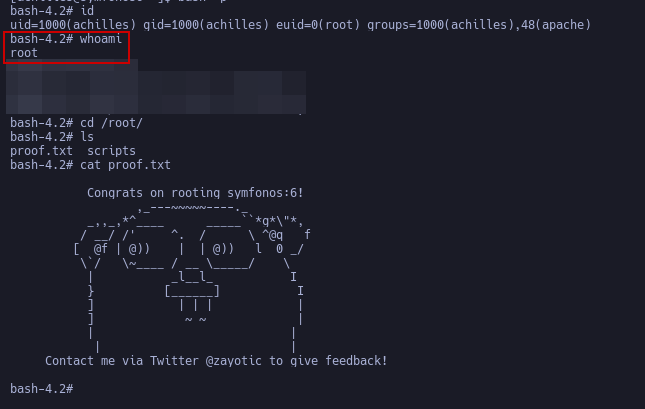 bash-4.2# id
uid=1000(achilles) gid=1000(achilles) euid=0(root) groups=1000(achilles),48(apache)
bash-4.2# whoami
root
bash-4.2# cd /root/
bash-4.2# ls
proof.txt  scripts
bash-4.2# cat proof.txt
Congrats on rooting symfonos:6!
Contact me via Twitter @zayotic to give feedback!
bash-4.2#